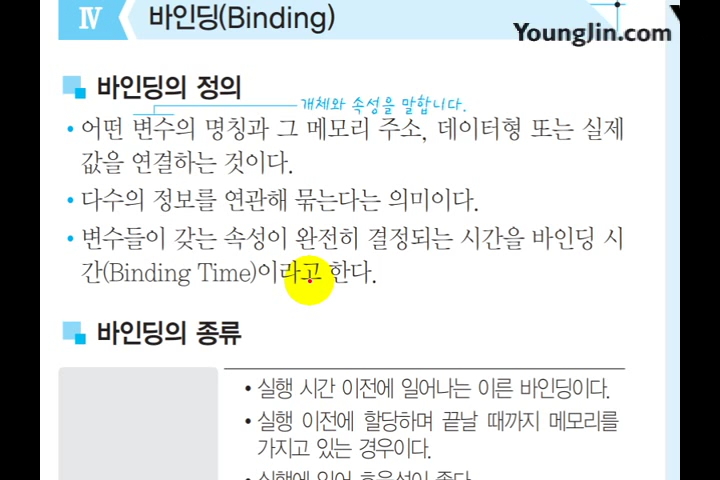 Ⅳ 바인딩(Binding)
YoungJin.com
바인딩의 정의
개체와 속성을 말합니다.
• 어떤 변수의 명칭과 그 메모리 주소, 데이터형 또는 실제
값을 연결하는 것이다.
• 다수의 정보를 연관해 묶는다는 의미이다.
• 변수들이 갖는 속성이 완전히 결정되는 시간을 바인딩 시
간(Binding Time)이라고 한다.
바인딩의 종류
• 실행 시간 이전에 일어나는 이른 바인딩이다.
• 실행 이전에 할당하며 끝날 때까지 메모리를
가지고 있는 경우이다.